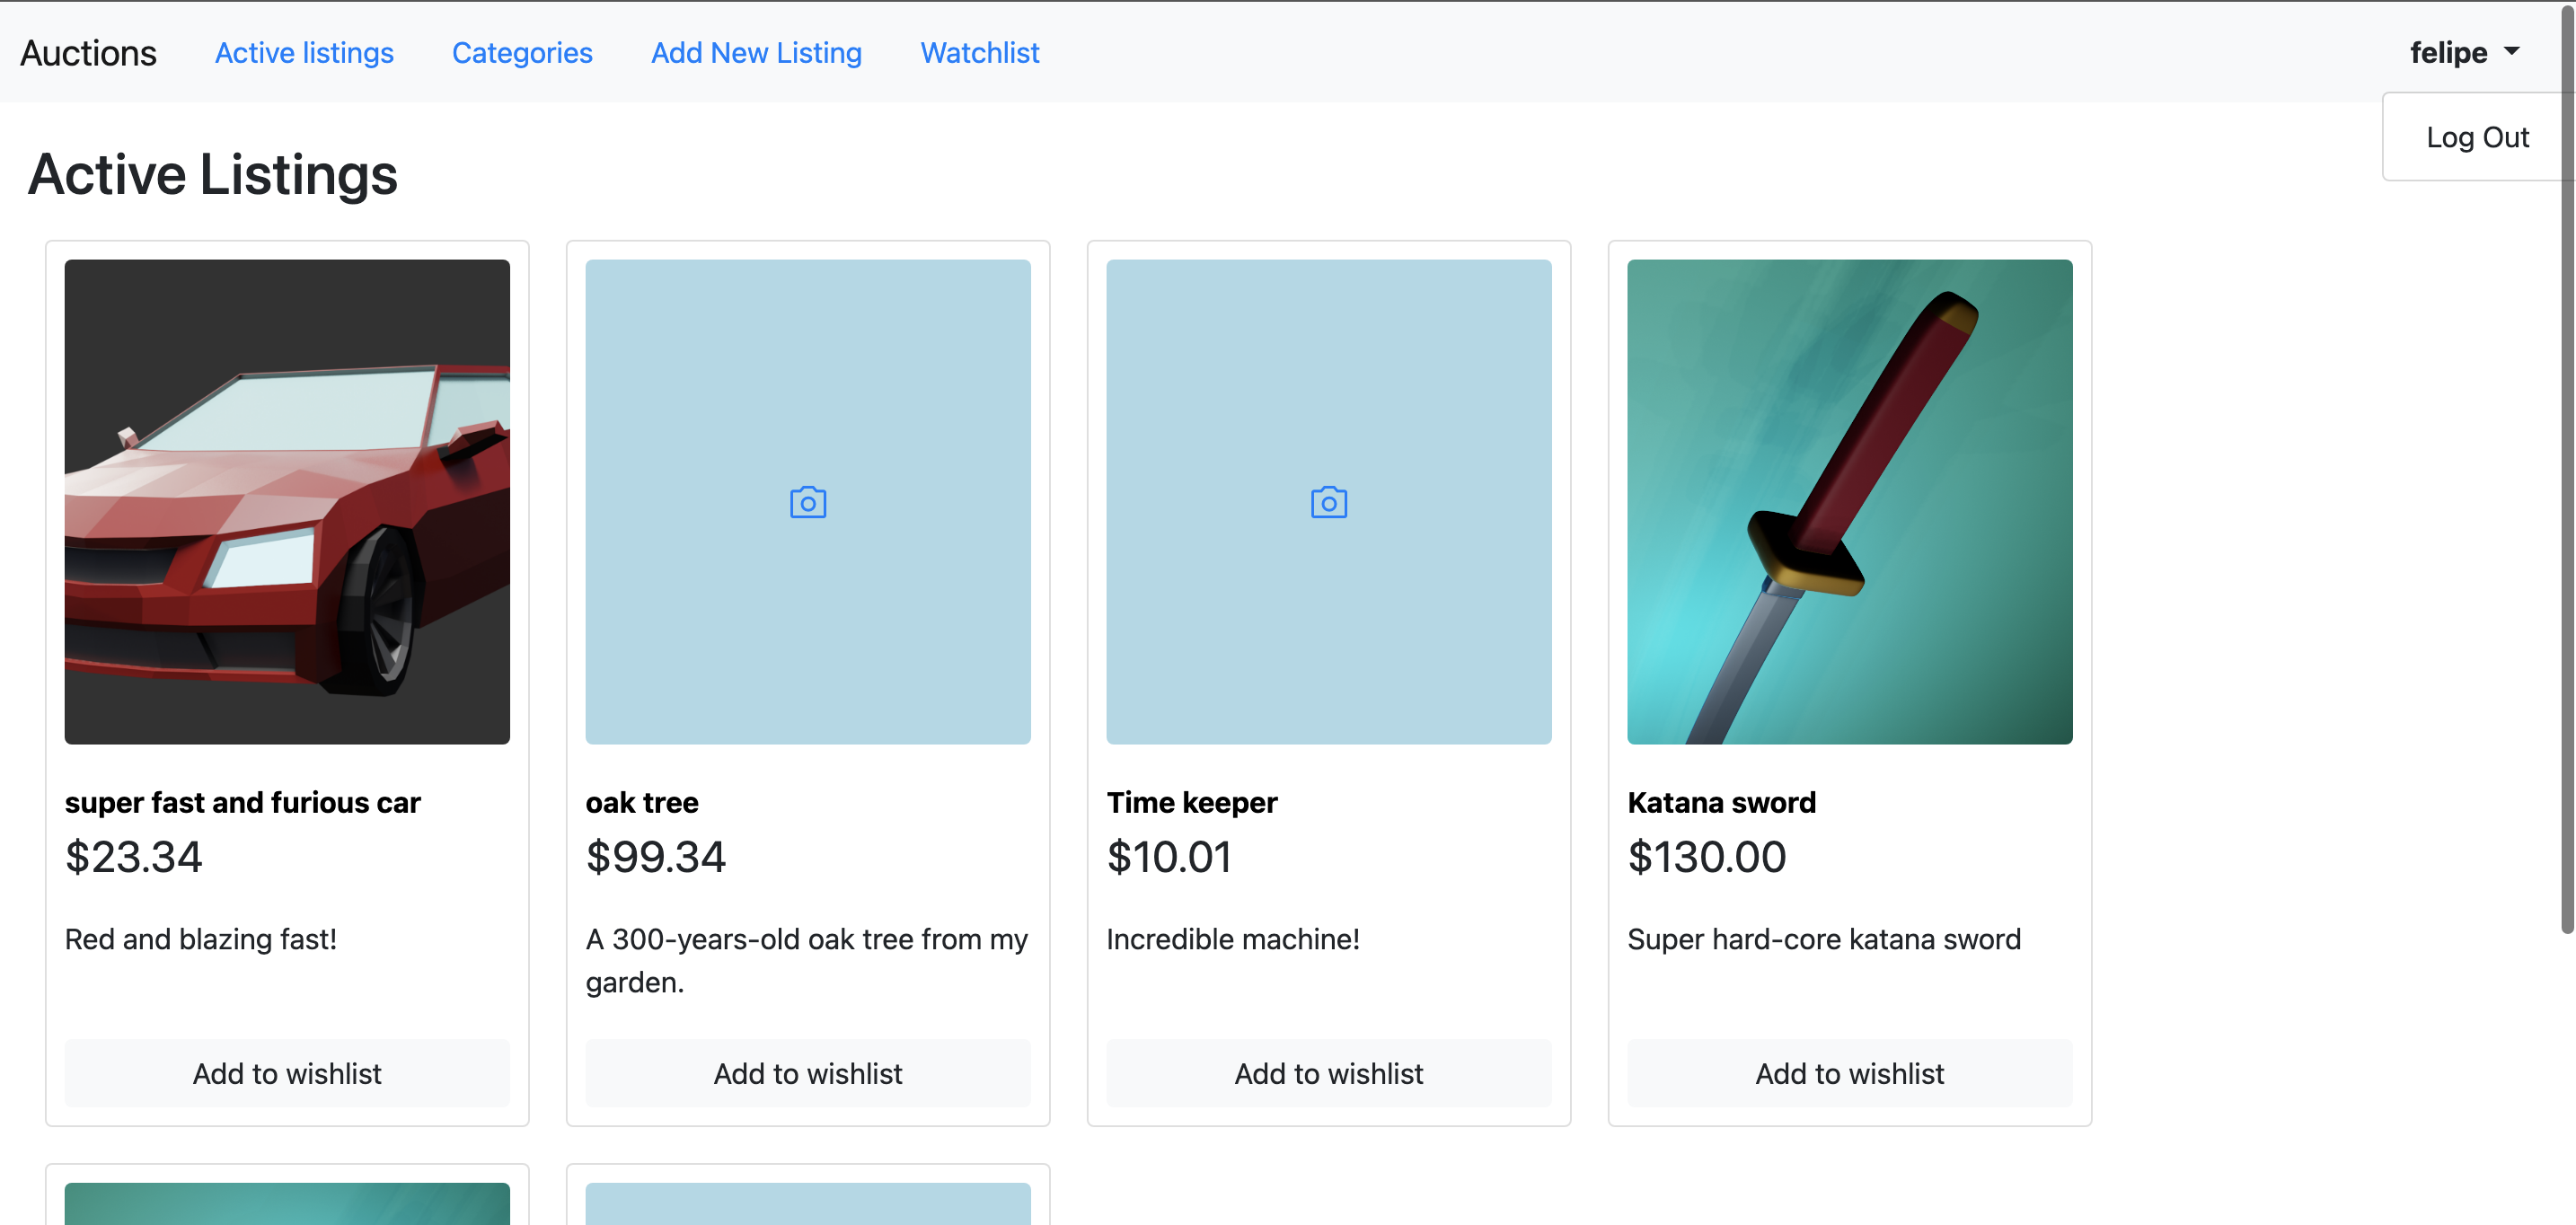 Auctions Active listings Categories Add New Listing Watchlist felipe
Log Out
Active Listings
super fast and furious car
$23.34
Red and blazing fast!
Add to wishlist
oak tree
$99.34
A 300-years-old oak tree from my
garden.
Add to wishlist
Time keeper
$10.01
Incredible machine!
Add to wishlist
Katana sword
$130.00
Super hard-core katana sword
Add to wishlist